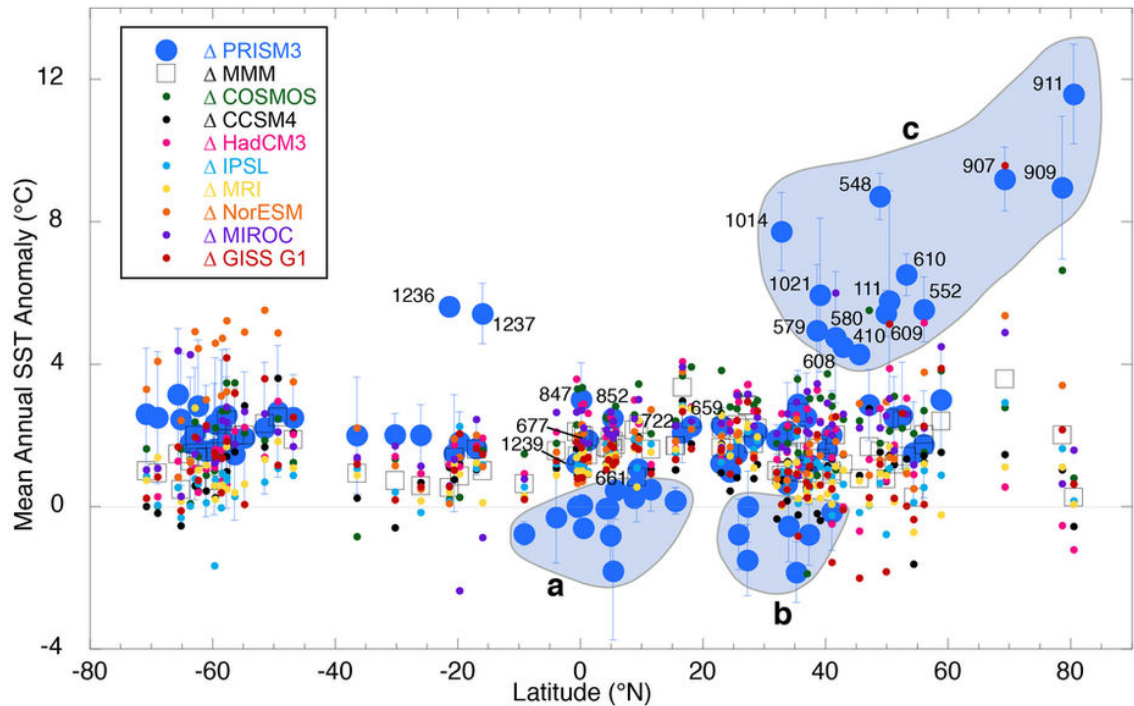 12
8
4
0
-4
Mean Annual SST Anomaly (°C)
Δ PRISM3
Δ MMM
Δ COSMOS
Δ CCSM4
Δ HadCM3
Δ IPSL
Δ MRI
Δ NorESM
Δ MIROC
Δ GISS G1
c
911
907
909
548
1014
610
1021
111
552
579
580
609
410
608
1236
1237
847
852
677
722
659
1239
661
a
b
-80
-60
-40
-20
0
20
40
60
80
Latitude (°N)